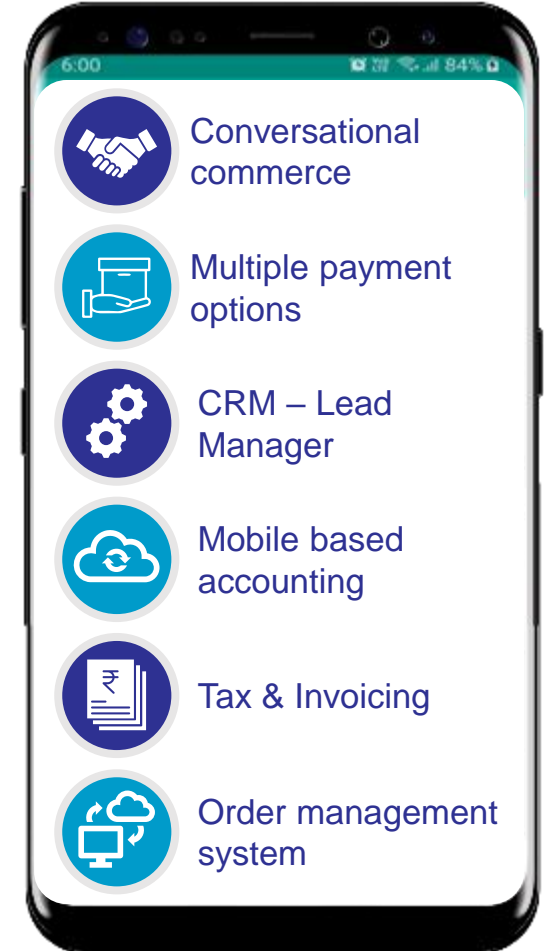 6:00
84%
Conversational
commerce
Multiple payment
options
CRM – Lead
Manager
Mobile based
accounting
₹
Tax & Invoicing
Order management
system